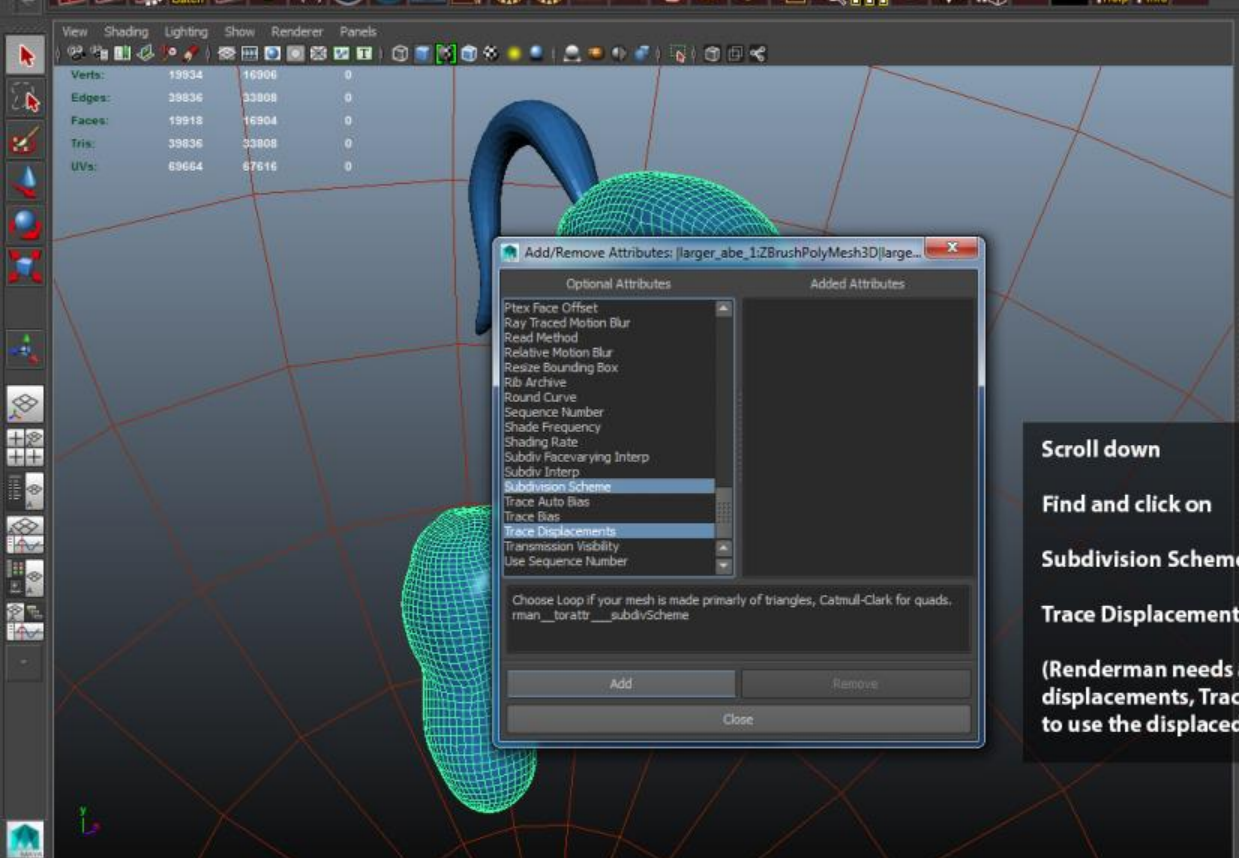 View Shading Lighting Show Renderer Panels
Verts: 19934 16906 0
Edges: 39836 33808 0
Faces: 19918 16904 0
Tris: 39836 33808 0
UVs: 69664 67616 0
Add/Remove Attributes: |larger_abe_1:ZBrushPolyMesh3D|large...
Optional Attributes Added Attributes
Ptex Face Offset
Ray Traced Motion Blur
Read Method
Relative Motion Blur
Resize Bounding Box
Rib Archive
Round Curve
Sequence Number
Shade Frequency
Shading Rate
Subdiv Facevarying Interp
Subdiv Interp
Subdivision Scheme
Trace Auto Bias
Trace Bias
Trace Displacements
Transmission Visibility
Use Sequence Number
Choose Loop if your mesh is made primarly of triangles, Catmull-Clark for quads.
rman__torattr___subdivScheme
Add Remove
Close
Scroll down
Find and click on
Subdivision Scheme
Trace Displacement
(Renderman needs
displacements, Trac
to use the displaced
y